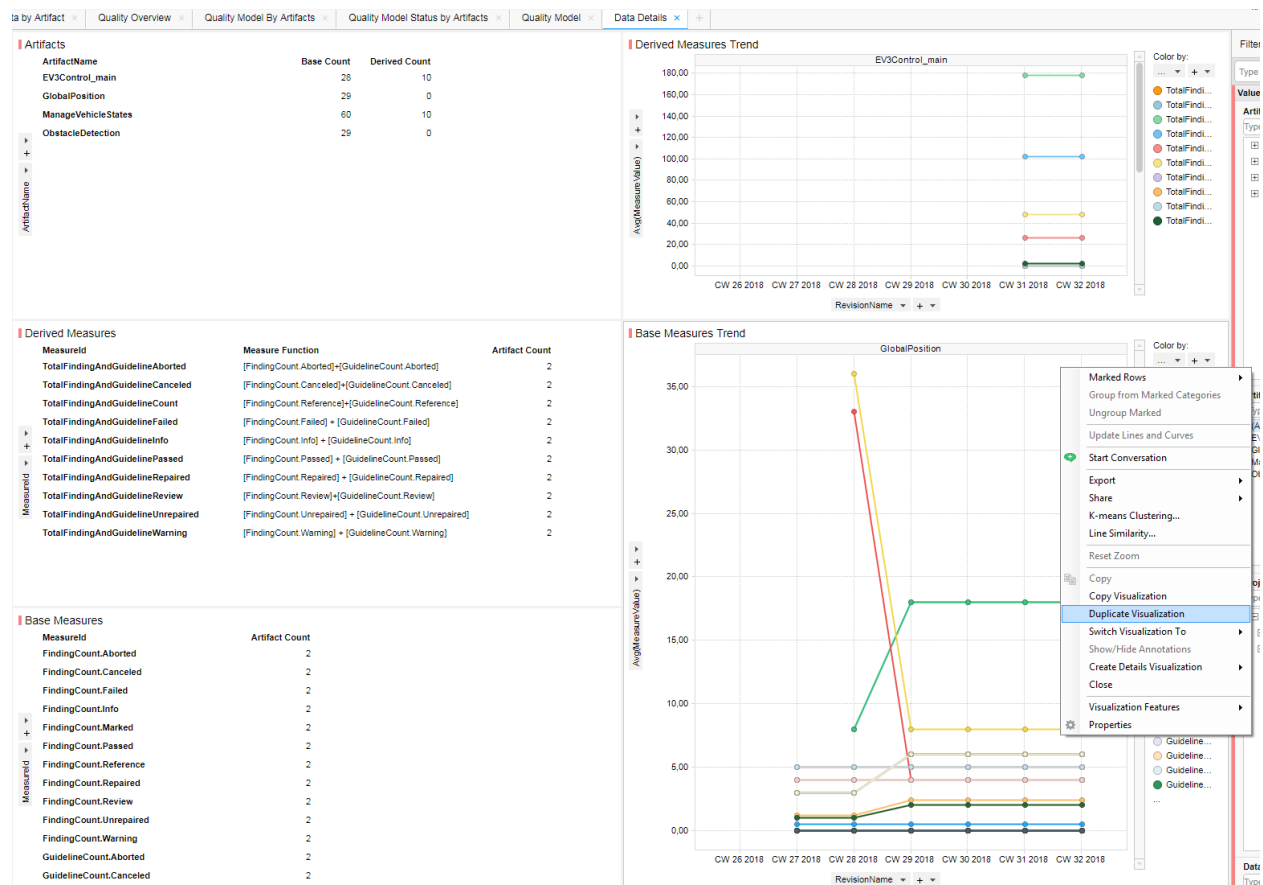 ta by Artifact × Quality Overview × Quality Model By Artifacts × Quality Model Status by Artifacts × Quality Model × Data Details × +
Artifacts
ArtifactName Base Count Derived Count
EV3Control_main 28 10
GlobalPosition 29 0
ManageVehicleStates 60 10
ObstacleDetection 29 0
+
ArtifactName
Derived Measures Trend
EV3Control_main
180,00
160,00
140,00
120,00
100,00
80,00
60,00
40,00
20,00
0,00
+
Avg(MeasureValue)
CW 26 2018 CW 27 2018 CW 28 2018 CW 29 2018 CW 30 2018 CW 31 2018 CW 32 2018
RevisionName +
Color by:
... +
TotalFindi...
TotalFindi...
TotalFindi...
TotalFindi...
TotalFindi...
TotalFindi...
TotalFindi...
TotalFindi...
TotalFindi...
TotalFindi...
Filter
Type
Value
Artif
Type
Derived Measures
MeasureId Measure Function Artifact Count
TotalFindingAndGuidelineAborted [FindingCount.Aborted]+[GuidelineCount.Aborted] 2
TotalFindingAndGuidelineCanceled [FindingCount.Canceled]+[GuidelineCount.Canceled] 2
TotalFindingAndGuidelineCount [FindingCount.Reference]+[GuidelineCount.Reference] 2
TotalFindingAndGuidelineFailed [FindingCount.Failed] + [GuidelineCount.Failed] 2
TotalFindingAndGuidelineInfo [FindingCount.Info] + [GuidelineCount.Info] 2
TotalFindingAndGuidelinePassed [FindingCount.Passed] + [GuidelineCount.Passed] 2
TotalFindingAndGuidelineRepaired [FindingCount.Repaired] + [GuidelineCount.Repaired] 2
TotalFindingAndGuidelineReview [FindingCount.Review]+[GuidelineCount.Review] 2
TotalFindingAndGuidelineUnrepaired [FindingCount.Unrepaired] + [GuidelineCount.Unrepaired] 2
TotalFindingAndGuidelineWarning [FindingCount.Warning] + [GuidelineCount.Warning] 2
+
MeasureId
Base Measures
MeasureId Artifact Count
FindingCount.Aborted 2
FindingCount.Canceled 2
FindingCount.Failed 2
FindingCount.Info 2
FindingCount.Marked 2
FindingCount.Passed 2
FindingCount.Reference 2
FindingCount.Repaired 2
FindingCount.Review 2
FindingCount.Unrepaired 2
FindingCount.Warning 2
GuidelineCount.Aborted 2
GuidelineCount.Canceled 2
+
MeasureId
Base Measures Trend
GlobalPosition
35,00
30,00
25,00
20,00
15,00
10,00
5,00
0,00
+
Avg(MeasureValue)
CW 26 2018 CW 27 2018 CW 28 2018 CW 29 2018 CW 30 2018 CW 31 2018 CW 32 2018
RevisionName +
Color by:
... +
Marked Rows
Group from Marked Categories
Ungroup Marked
Update Lines and Curves
Start Conversation
Export
Share
K-means Clustering...
Line Similarity...
Reset Zoom
Copy
Copy Visualization
Duplicate Visualization
Switch Visualization To
Show/Hide Annotations
Create Details Visualization
Close
Visualization Features
Properties
Guideline...
Guideline...
Guideline...
Guideline...
...
Data
Type